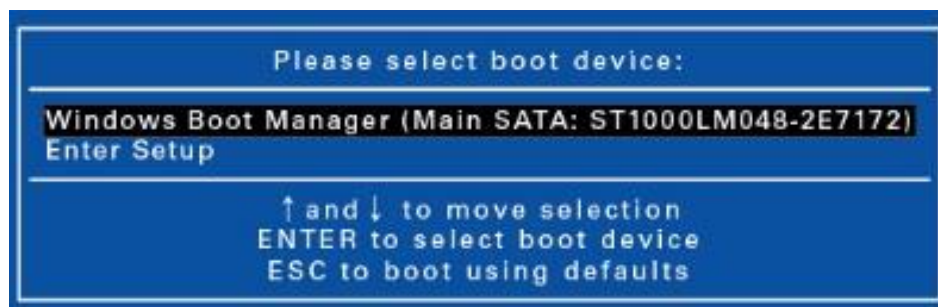 Please select boot device:
Windows Boot Manager (Main SATA: ST1000LM048-2E7172)
Enter Setup
↑ and ↓ to move selection
ENTER to select boot device
ESC to boot using defaults